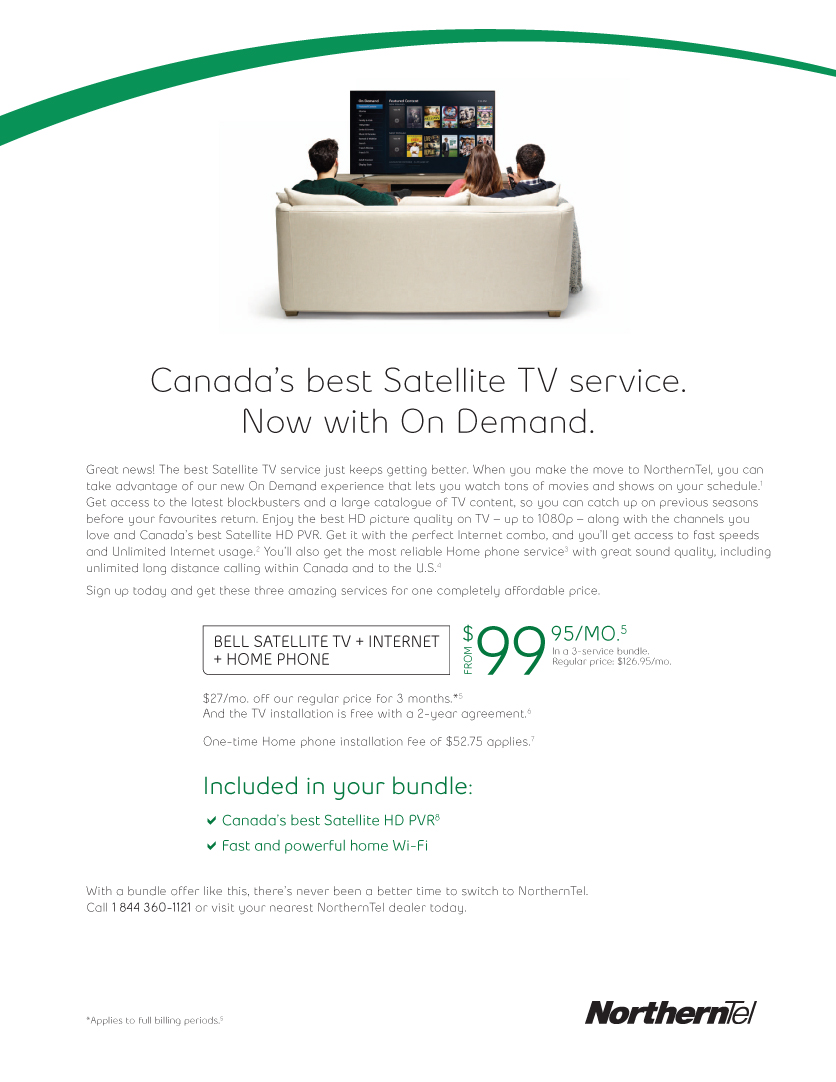 On Demand
Featured Content
Canada's best Satellite TV service.
Now with On Demand.
Great news! The best Satellite TV service just keeps getting better. When you make the move to NorthernTel, you can
take advantage of our new On Demand experience that lets you watch tons of movies and shows on your schedule.¹
Get access to the latest blockbusters and a large catalogue of TV content, so you can catch up on previous seasons
before your favourites return. Enjoy the best HD picture quality on TV – up to 1080p – along with the channels you
love and Canada's best Satellite HD PVR. Get it with the perfect Internet combo, and you'll get access to fast speeds
and Unlimited Internet usage.² You'll also get the most reliable Home phone service³ with great sound quality, including
unlimited long distance calling within Canada and to the U.S.⁴
Sign up today and get these three amazing services for one completely affordable price.
BELL SATELLITE TV + INTERNET
+ HOME PHONE
FROM $99 95/MO.⁵
In a 3-service bundle.
Regular price: $126.95/mo.
$27/mo. off our regular price for 3 months.*⁵
And the TV installation is free with a 2-year agreement.⁶
One-time Home phone installation fee of $52.75 applies.⁷
Included in your bundle:
Canada's best Satellite HD PVR⁸
Fast and powerful home Wi-Fi
With a bundle offer like this, there's never been a better time to switch to NorthernTel.
Call 1 844 360-1121 or visit your nearest NorthernTel dealer today.
*Applies to full billing periods.⁵
NorthernTel